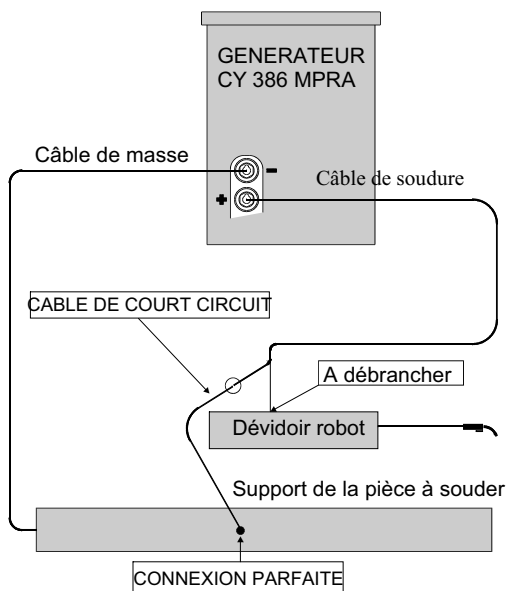 GENERATEUR
CY 386 MPRA
Câble de masse
-
Câble de soudure
+
CABLE DE COURT CIRCUIT
A débrancher
Dévidoir robot
Support de la pièce à souder
CONNEXION PARFAITE